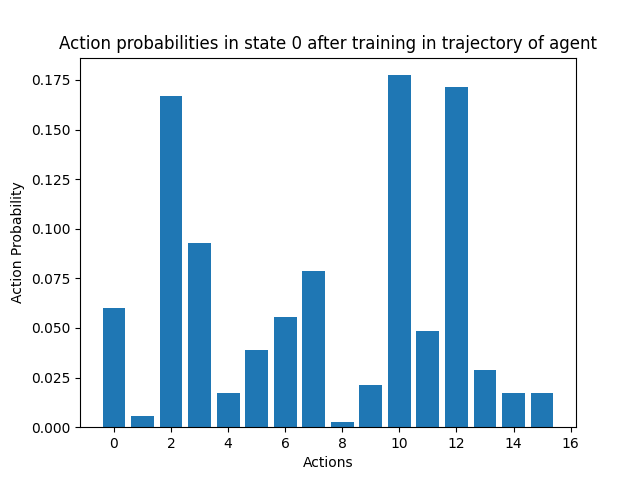 Action probabilities in state 0 after training in trajectory of agent
0.175
0.150
0.125
0.100
0.075
0.050
0.025
0.000
Action Probability
0 2 4 6 8 10 12 14 16
Actions